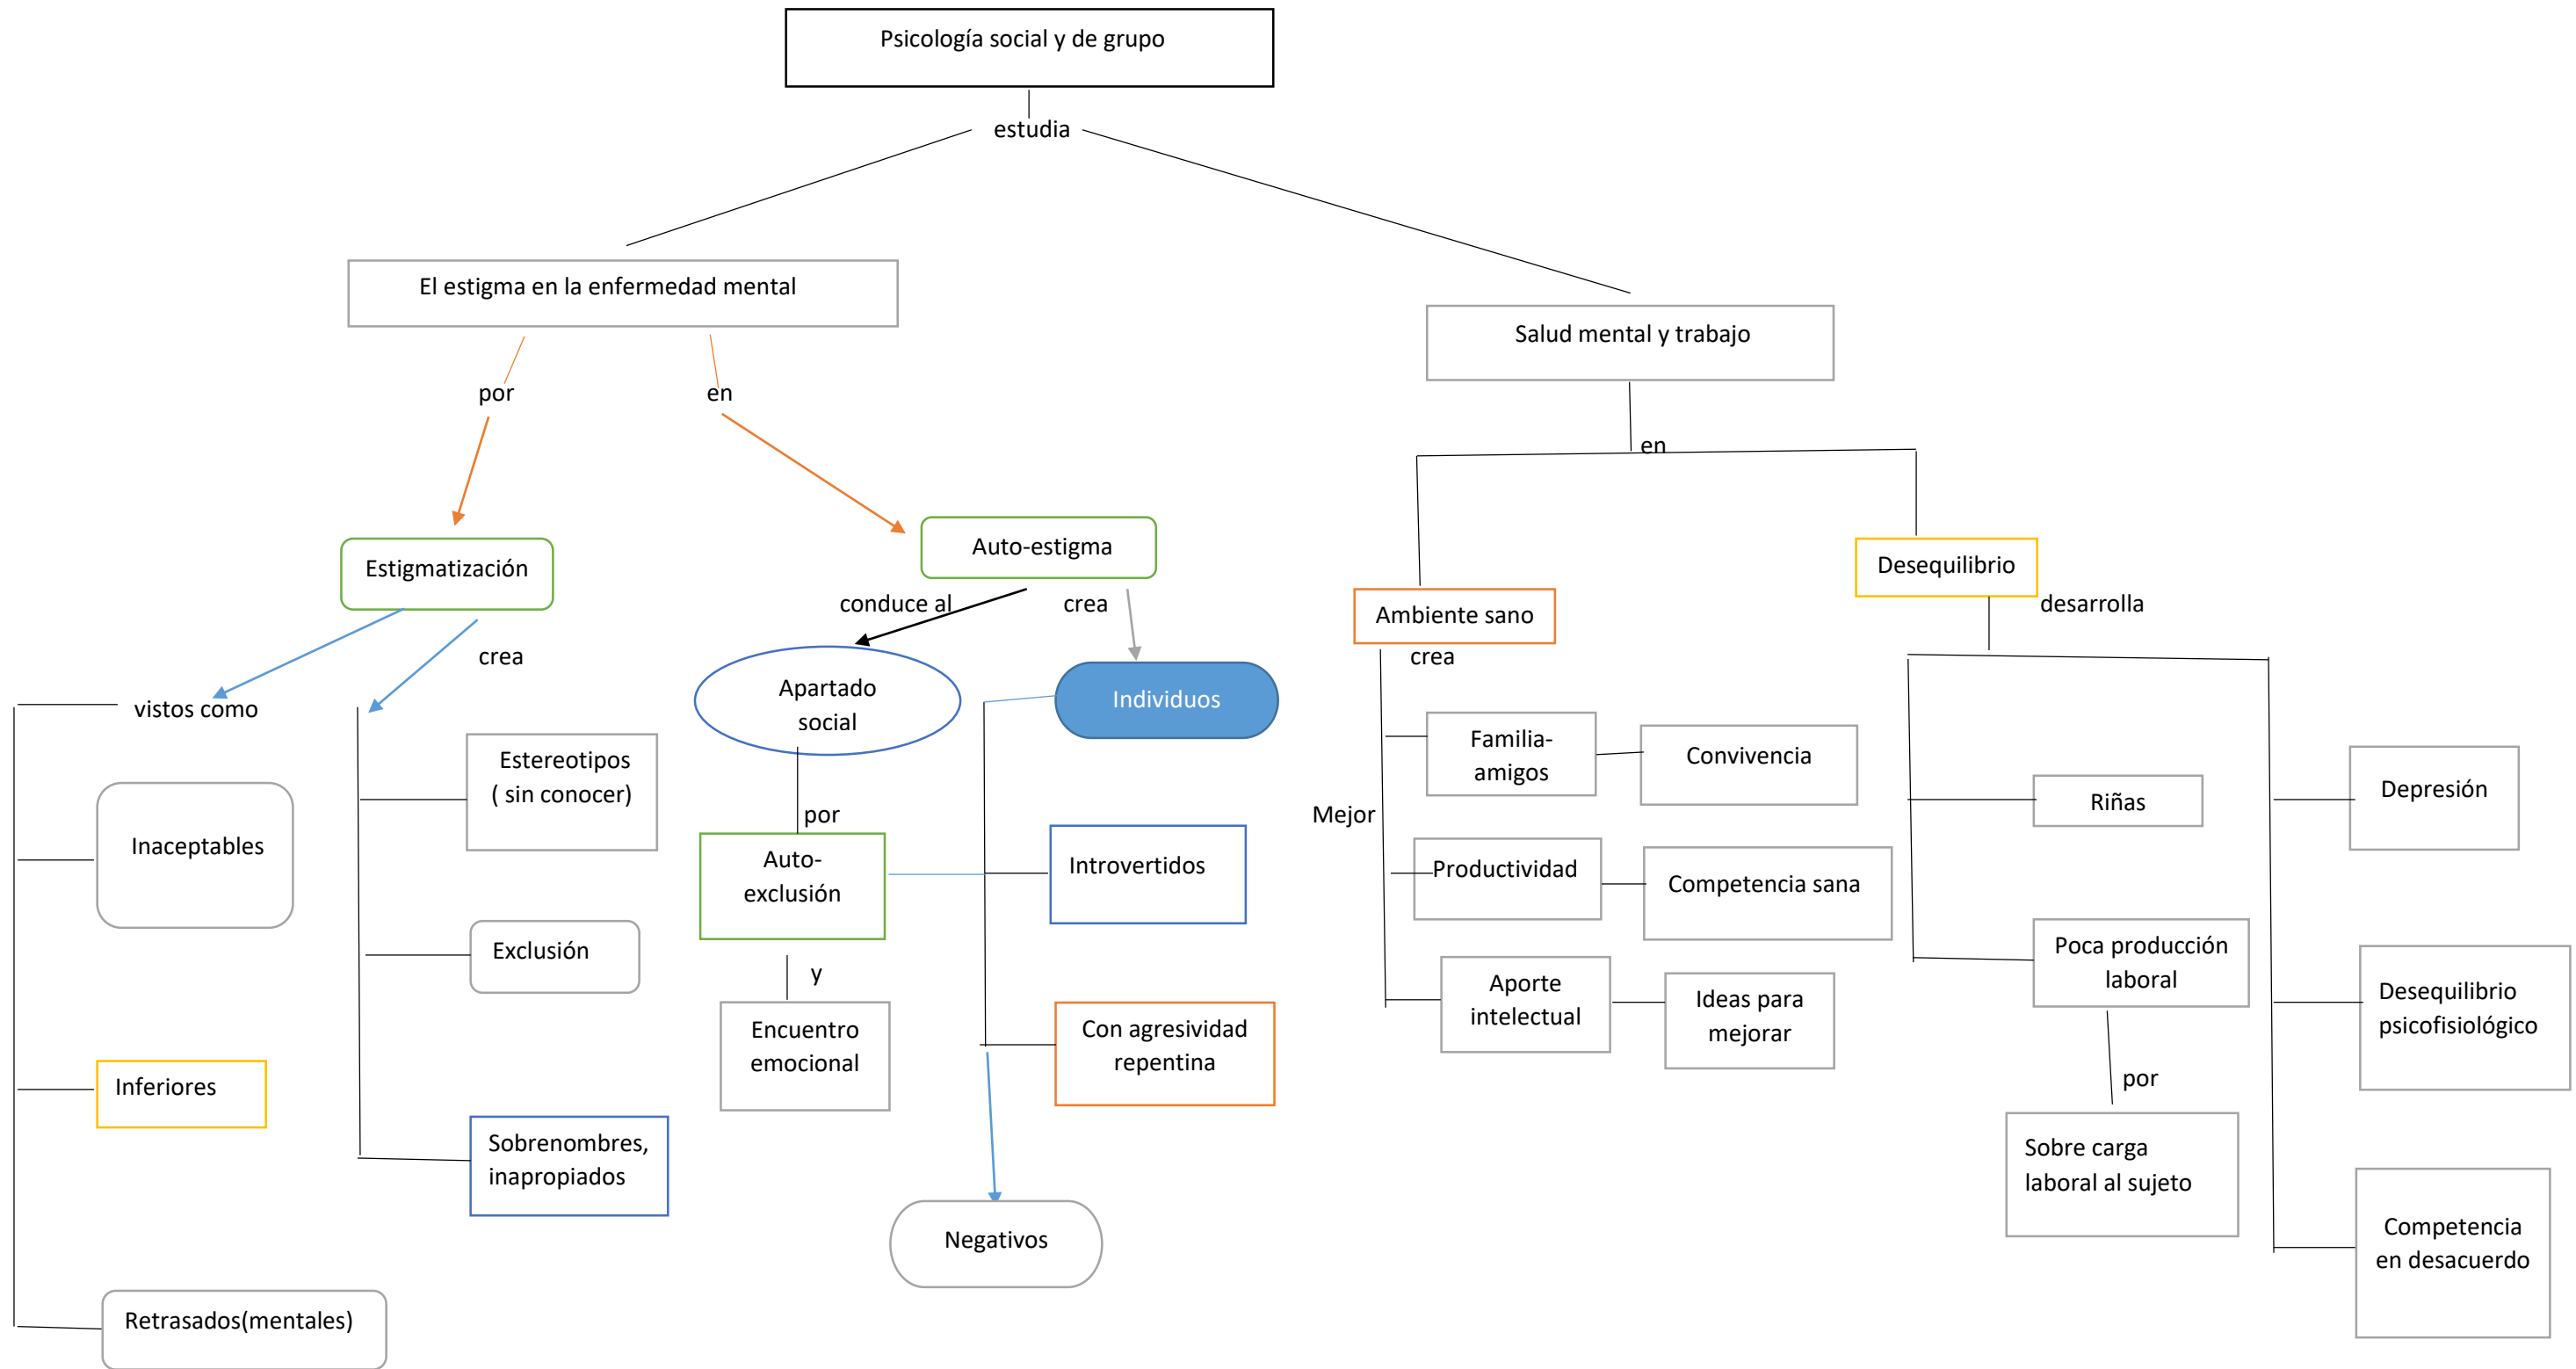 Psicología social y de grupo
estudia
El estigma en la enfermedad mental
Salud mental y trabajo
por
en
en
Estigmatización
Auto-estigma
Ambiente sano
Desequilibrio
vistos como
crea
conduce al
crea
crea
desarrolla
Inaceptables
Inferiores
Retrasados(mentales)
Estereotipos
( sin conocer)
Exclusión
Sobrenombres,
inapropiados
Apartado
social
por
Auto-
exclusión
y
Encuentro
emocional
Individuos
Introvertidos
Con agresividad
repentina
Negativos
Mejor
Familia-
amigos
Convivencia
Productividad
Competencia sana
Aporte
intelectual
Ideas para
mejorar
Riñas
Poca producción
laboral
por
Sobre carga
laboral al sujeto
Depresión
Desequilibrio
psicofisiológico
Competencia
en desacuerdo